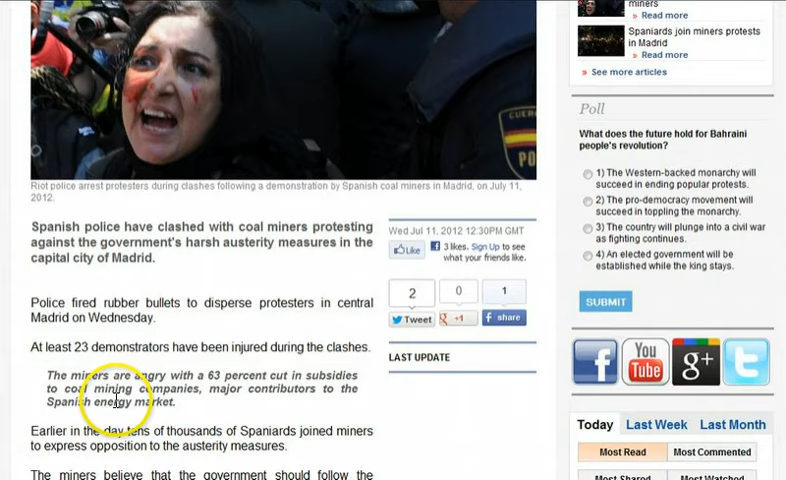 CUER
PO
Riot police arrest protesters during clashes following a demonstration by Spanish coal miners in Madrid, on July 11,
2012.
Spanish police have clashed with coal miners protesting
against the government's harsh austerity measures in the
capital city of Madrid.
Police fired rubber bullets to disperse protesters in central
Madrid on Wednesday.
At least 23 demonstrators have been injured during the clashes.
The miners are angry with a 63 percent cut in subsidies
to coal mining companies, major contributors to the
Spanish energy market.
Earlier in the day tens of thousands of Spaniards joined miners
to express opposition to the austerity measures.
The miners believe that the government should follow the
Wed Jul 11, 2012 12:30PM GMT
Like
3 likes. Sign Up to see
what your friends like.
2 0 1
Tweet +1 share
LAST UPDATE
miners
» Read more
Spaniards join miners protests
in Madrid
» Read more
» See more articles
Poll
What does the future hold for Bahraini
people's revolution?
1) The Western-backed monarchy will
succeed in ending popular protests.
2) The pro-democracy movement will
succeed in toppling the monarchy.
3) The country will plunge into a civil war
as fighting continues.
4) An elected government will be
established while the king stays.
SUBMIT
f You Tube g+ t
Today Last Week Last Month
Most Read Most Commented
Most Shared Most Watched